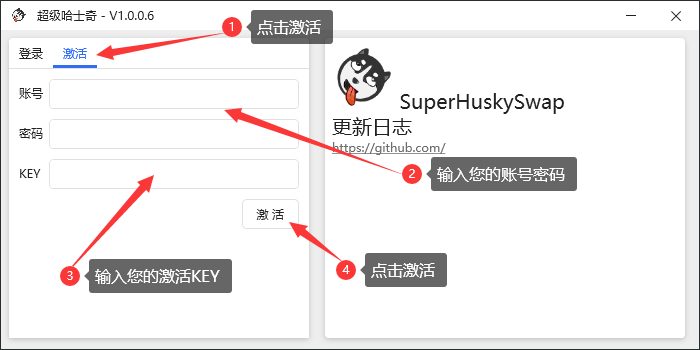 超级哈士奇 - V1.0.0.6
1 点击激活
登录 激活
账号
密码
KEY
激 活
SuperHuskySwap
更新日志
https://github.com/
2 输入您的账号密码
3 输入您的激活KEY
4 点击激活